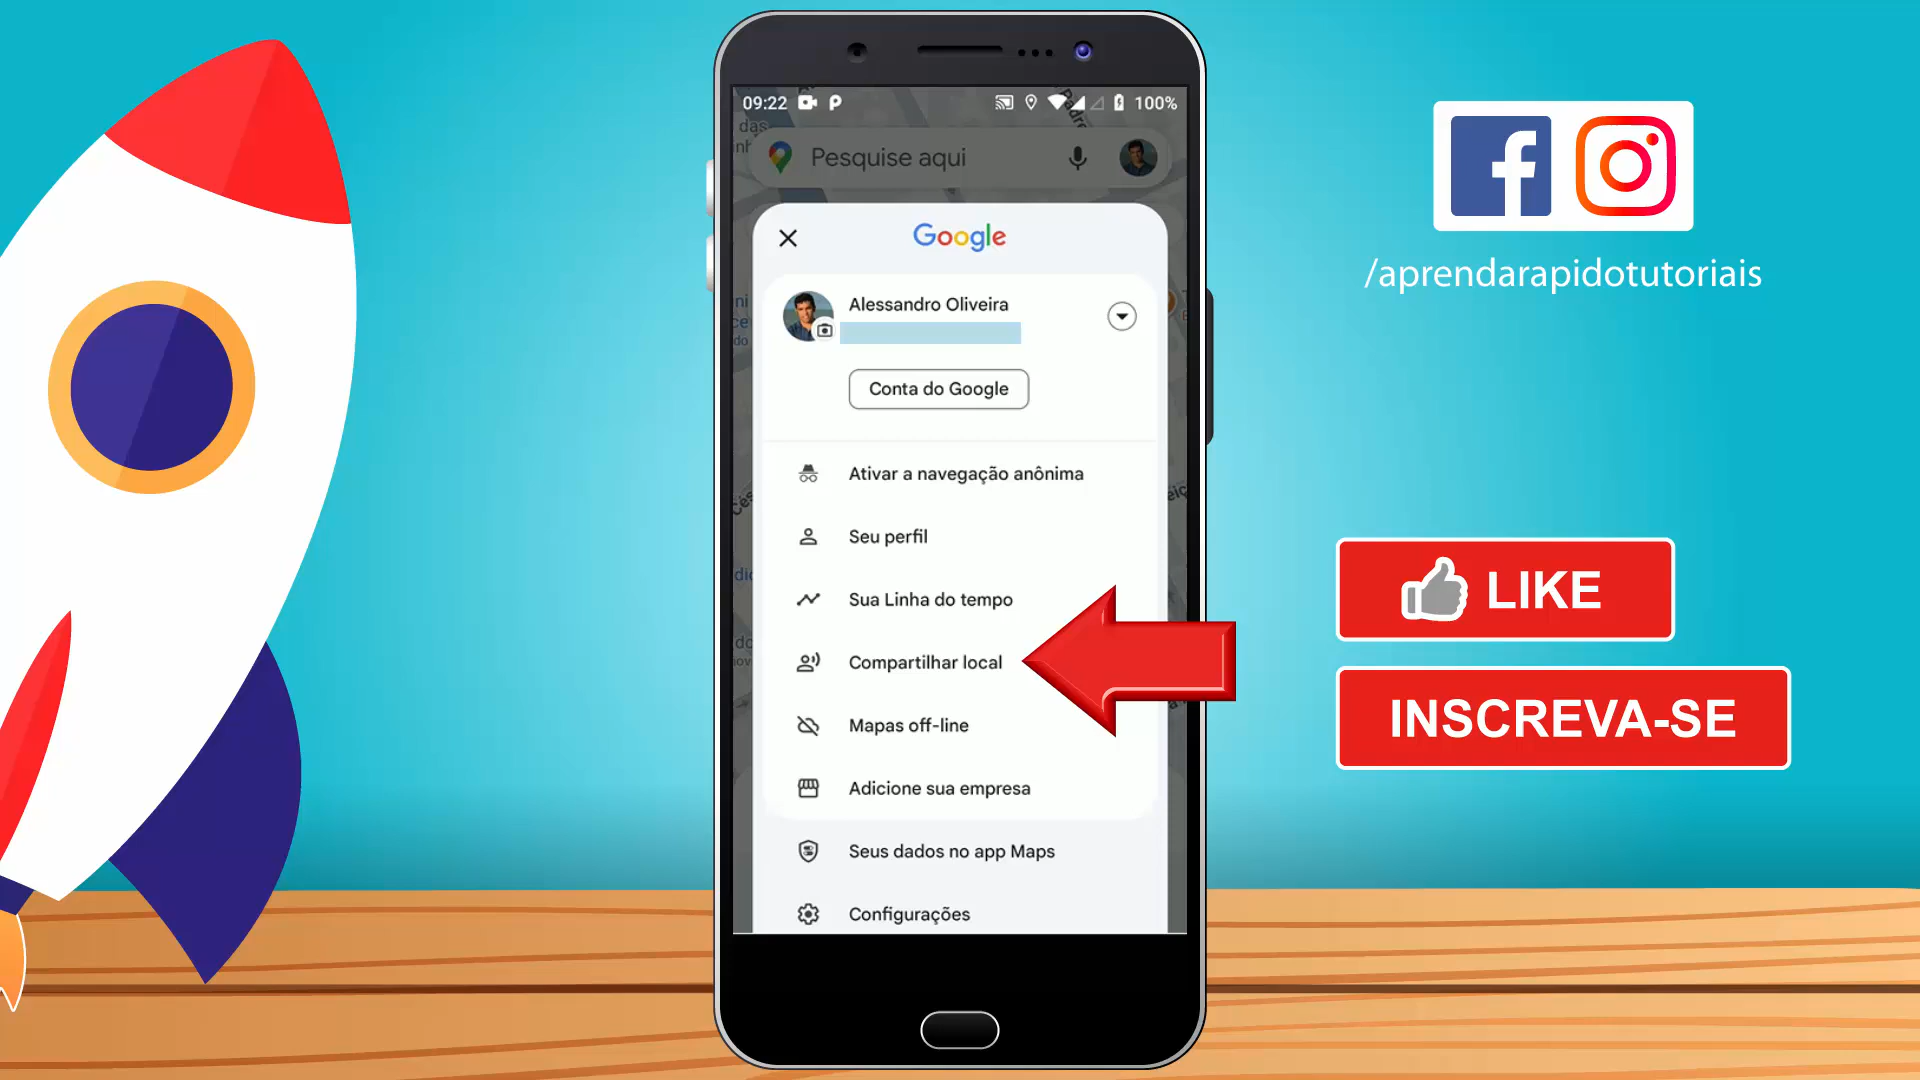 09:22
100%
Pesquise aqui
Google
Alessandro Oliveira
Conta do Google
Ativar a navegação anônima
Seu perfil
Sua Linha do tempo
Compartilhar local
Mapas off-line
Adicione sua empresa
Seus dados no app Maps
Configurações
/aprendarapidotutoriais
LIKE
INSCREVA-SE